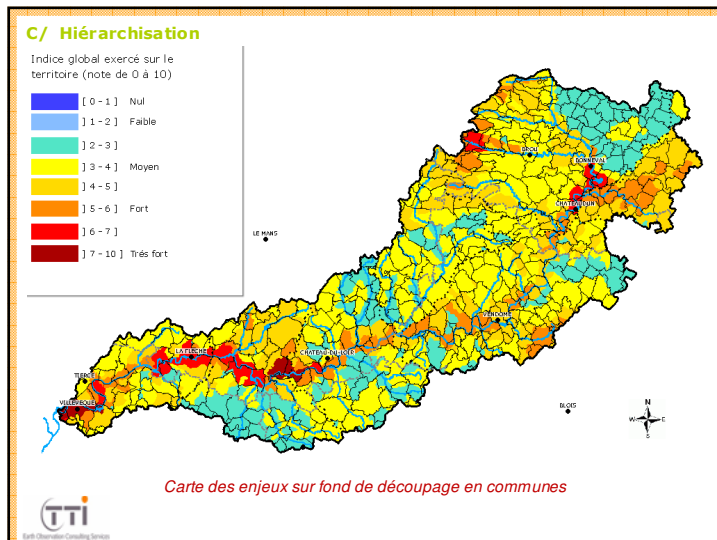 C/ Hiérarchisation
Indice global exercé sur le
territoire (note de 0 à 10)
[ 0 - 1 ] Nul
] 1 - 2 ] Faible
] 2 - 3 ]
] 3 - 4 ] Moyen
] 4 - 5 ]
] 5 - 6 ] Fort
] 6 - 7 ]
] 7 - 10 ] Trés fort
BROU
BONNEVAL
CHATEAUDUN
LE MANS
VENDOME
LA FLECHE
CHATEAU-DU-LOIR
TIERCE
VILLEVEQUE
BLOIS
N
W
E
S
Carte des enjeux sur fond de découpage en communes
TTI
Earth Observation Consulting Services